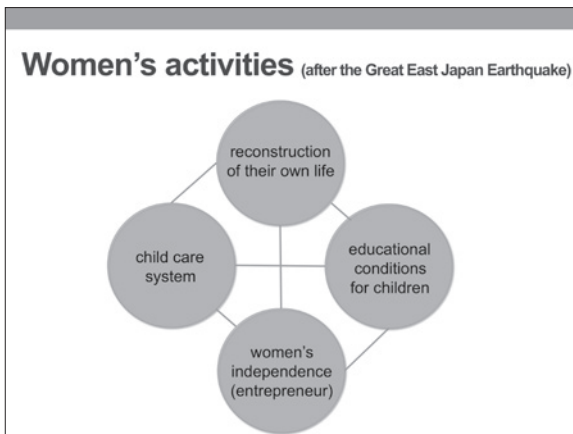 Women’s activities (after the Great East Japan Earthquake)
reconstruction
of their own life
child care
system
educational
conditions
for children
women’s
independence
(entrepreneur)